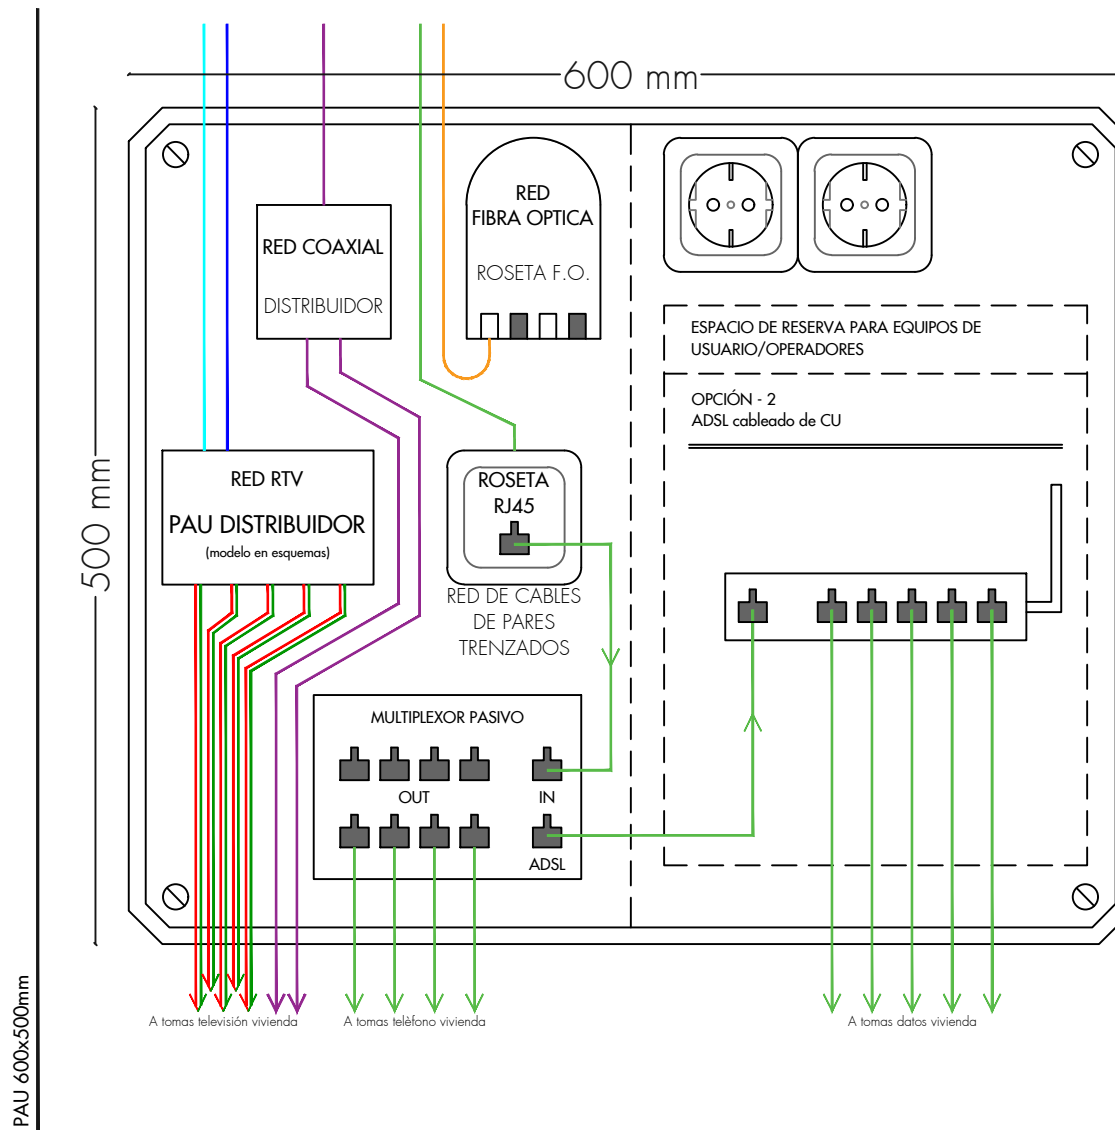 600 mm
500 mm
RED
FIBRA OPTICA
ROSETA F.O.
RED COAXIAL
DISTRIBUIDOR
ESPACIO DE RESERVA PARA EQUIPOS DE
USUARIO/OPERADORES
OPCIÓN - 2
ADSL cableado de CU
RED RTV
PAU DISTRIBUIDOR
(modelo en esquemas)
ROSETA
RJ45
RED DE CABLES
DE PARES
TRENZADOS
MULTIPLEXOR PASIVO
OUT
IN
ADSL
A tomas televisión vivienda
A tomas telèfono vivienda
A tomas datos vivienda
PAU 600x500mm